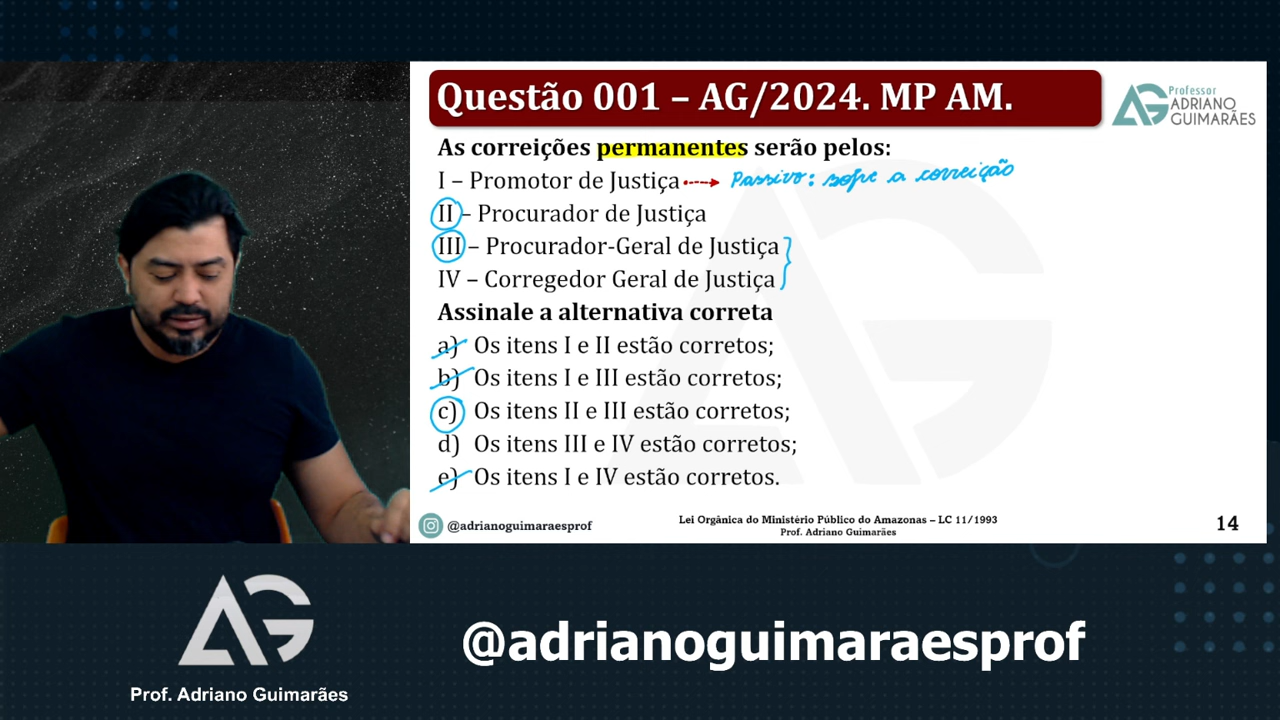 Questão 001 – AG/2024. MP AM.
Professor
ADRIANO
GUIMARÃES
As correições permanentes serão pelos:
I – Promotor de Justiça
Passivo: sofre a correição
II – Procurador de Justiça
III – Procurador-Geral de Justiça
IV – Corregedor Geral de Justiça
Assinale a alternativa correta
a) Os itens I e II estão corretos;
b) Os itens I e III estão corretos;
c) Os itens II e III estão corretos;
d) Os itens III e IV estão corretos;
e) Os itens I e IV estão corretos.
@adrianoguimaraesprof
Lei Orgânica do Ministério Público do Amazonas – LC 11/1993
Prof. Adriano Guimarães
14
AG
@adrianoguimaraesprof
Prof. Adriano Guimarães